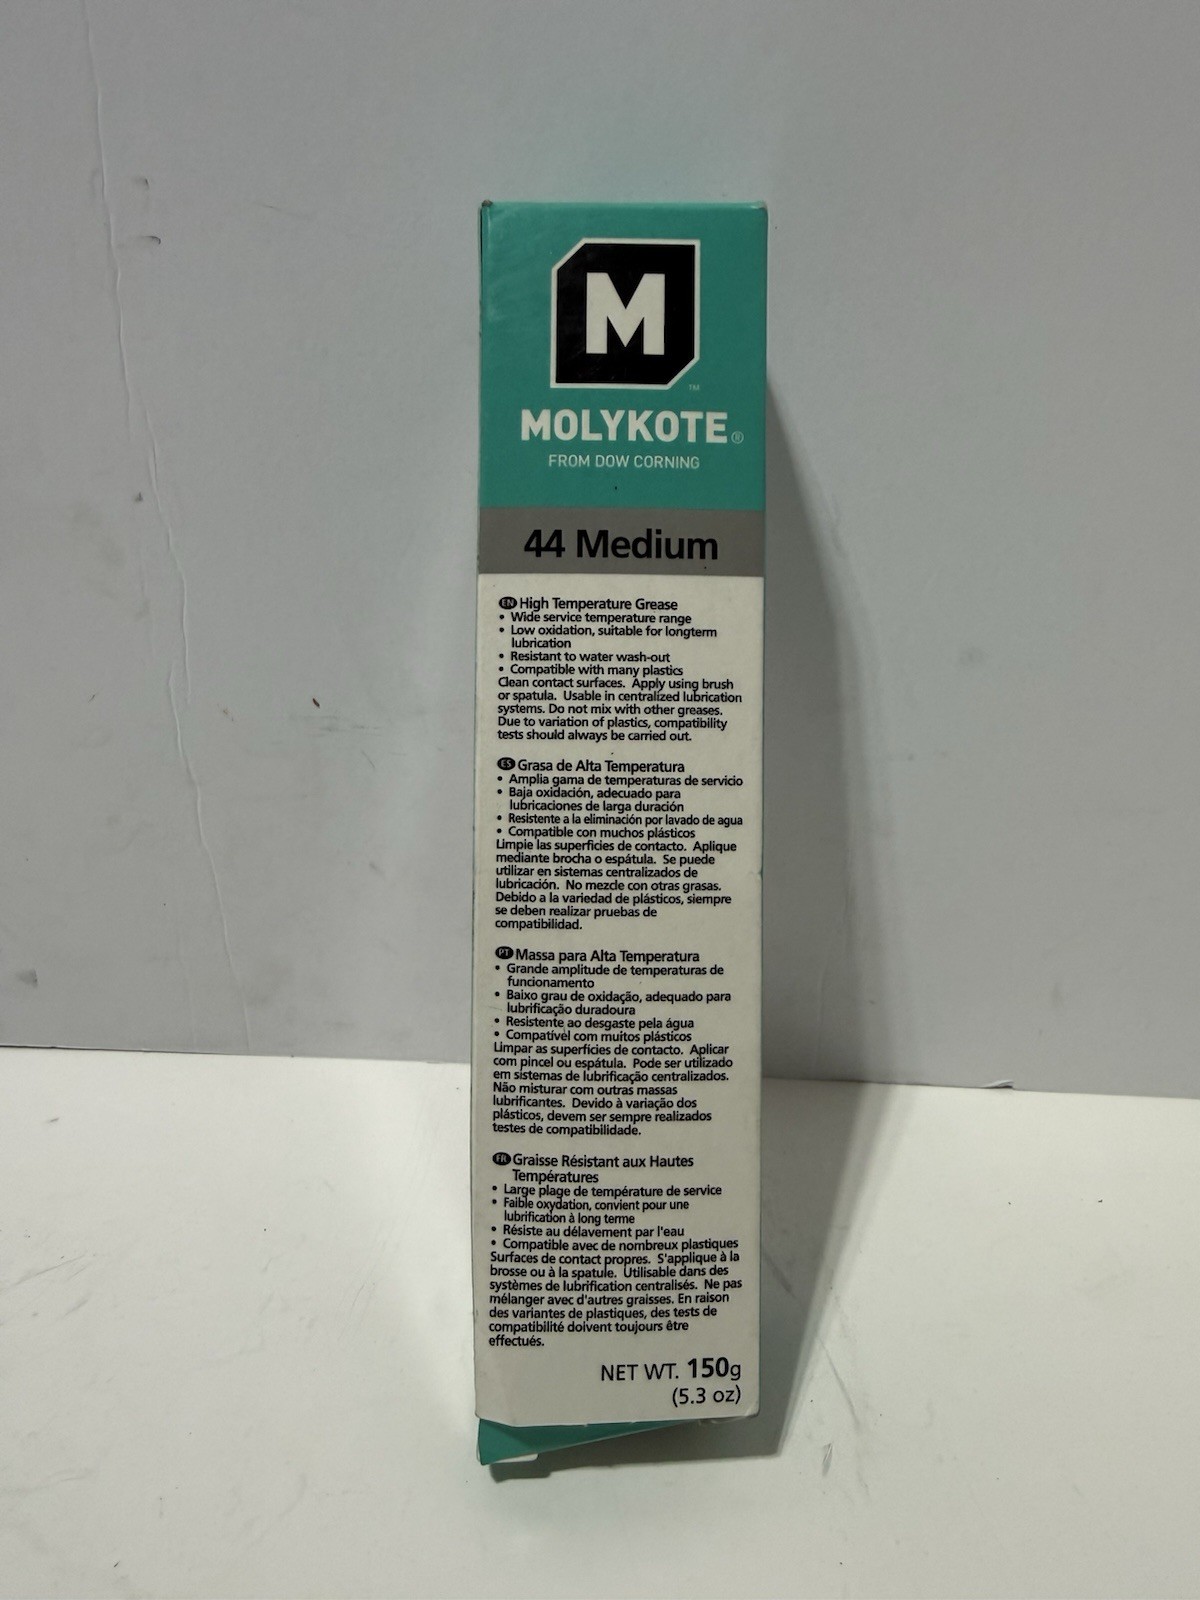 M
™
MOLYKOTE®
FROM DOW CORNING
44 Medium
EN High Temperature Grease
• Wide service temperature range
• Low oxidation, suitable for longterm
lubrication
• Resistant to water wash-out
• Compatible with many plastics
Clean contact surfaces. Apply using brush
or spatula. Usable in centralized lubrication
systems. Do not mix with other greases.
Due to variation of plastics, compatibility
tests should always be carried out.
ES Grasa de Alta Temperatura
• Amplia gama de temperaturas de servicio
• Baja oxidación, adecuado para
lubricaciones de larga duración
• Resistente a la eliminación por lavado de agua
• Compatible con muchos plásticos
Limpie las superficies de contacto. Aplique
mediante brocha o espátula. Se puede
utilizar en sistemas centralizados de
lubricación. No mezcle con otras grasas.
Debido a la variedad de plásticos, siempre
se deben realizar pruebas de
compatibilidad.
PT Massa para Alta Temperatura
• Grande amplitude de temperaturas de
funcionamento
• Baixo grau de oxidação, adequado para
lubrificação duradoura
• Resistente ao desgaste pela água
• Compatível com muitos plásticos
Limpar as superfícies de contacto. Aplicar
com pincel ou espátula. Pode ser utilizado
em sistemas de lubrificação centralizados.
Não misturar com outras massas
lubrificantes. Devido à variação dos
plásticos, devem ser sempre realizados
testes de compatibilidade.
FR Graisse Résistant aux Hautes
Températures
• Large plage de température de service
• Faible oxydation, convient pour une
lubrification à long terme
• Résiste au délavement par l'eau
• Compatible avec de nombreux plastiques
Surfaces de contact propres. S'applique à la
brosse ou à la spatule. Utilisable dans des
systèmes de lubrification centralisés. Ne pas
mélanger avec d'autres graisses. En raison
des variantes de plastiques, des tests de
compatibilité doivent toujours être
effectués.
NET WT. 150g
(5.3 oz)